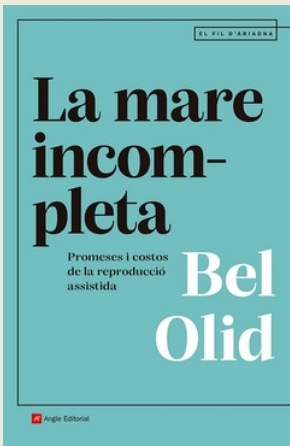 EL FIL D'ARIADNA
La mare
incom-
pleta
Promeses i costos
de la reproducció
assistida
Bel
Olid
Angle Editorial